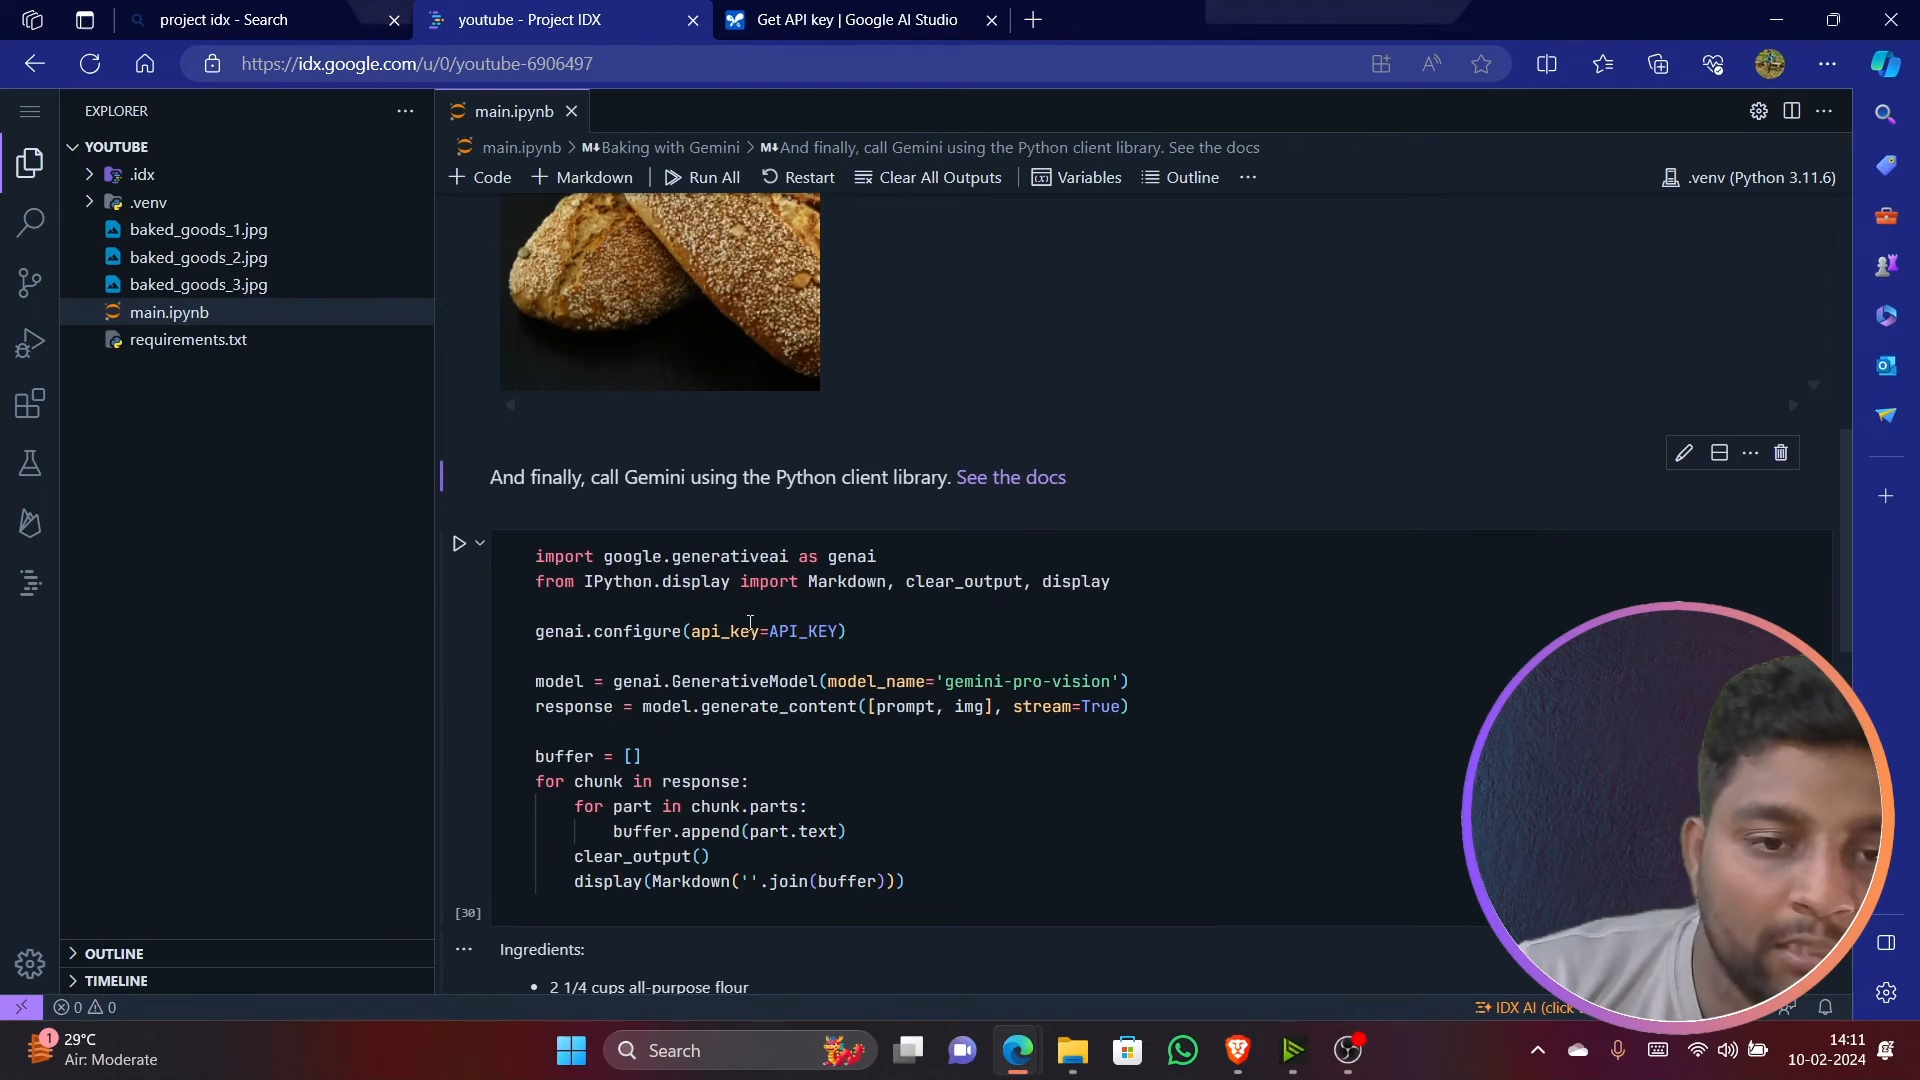 project idx - Search
youtube - Project IDX
Get API key | Google AI Studio
https://idx.google.com/u/0/youtube-6906497
EXPLORER
YOUTUBE
.idx
.venv
baked_goods_1.jpg
baked_goods_2.jpg
baked_goods_3.jpg
main.ipynb
requirements.txt
OUTLINE
TIMELINE
main.ipynb
main.ipynb > M↓Baking with Gemini > M↓And finally, call Gemini using the Python client library. See the docs
+ Code + Markdown Run All Restart Clear All Outputs Variables Outline ... .venv (Python 3.11.6)
And finally, call Gemini using the Python client library. See the docs
import google.generativeai as genai
from IPython.display import Markdown, clear_output, display
genai.configure(api_key=API_KEY)
model = genai.GenerativeModel(model_name='gemini-pro-vision')
response = model.generate_content([prompt, img], stream=True)
buffer = []
for chunk in response:
for part in chunk.parts:
buffer.append(part.text)
clear_output()
display(Markdown(''.join(buffer)))
[30]
Ingredients:
• 2 1/4 cups all-purpose flour
0 0
IDX AI (click
1
29°C
Air: Moderate
Search
14:11
10-02-2024